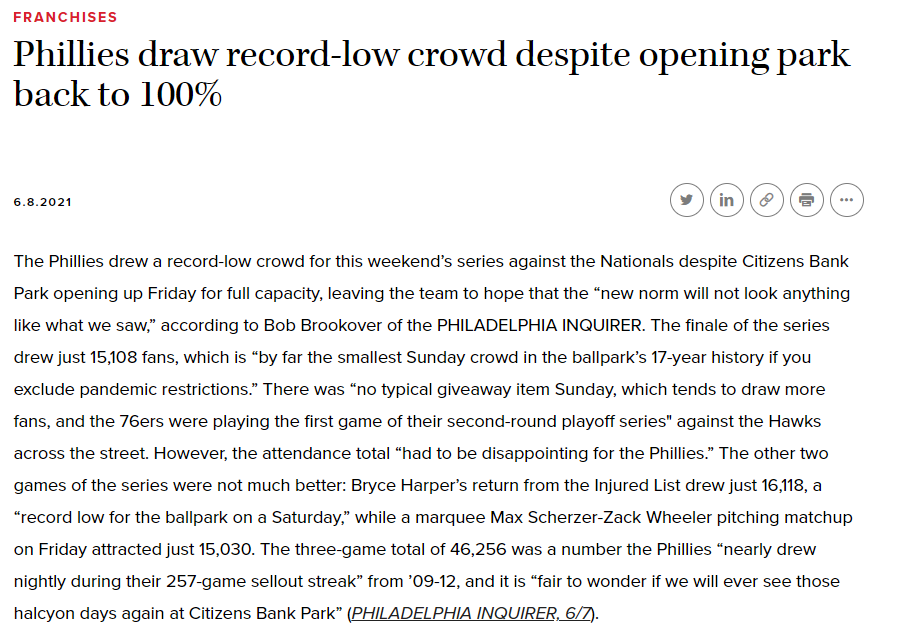 FRANCHISES
Phillies draw record-low crowd despite opening park
back to 100%
6.8.2021
The Phillies drew a record-low crowd for this weekend’s series against the Nationals despite Citizens Bank
Park opening up Friday for full capacity, leaving the team to hope that the “new norm will not look anything
like what we saw,” according to Bob Brookover of the PHILADELPHIA INQUIRER. The finale of the series
drew just 15,108 fans, which is “by far the smallest Sunday crowd in the ballpark’s 17-year history if you
exclude pandemic restrictions.” There was “no typical giveaway item Sunday, which tends to draw more
fans, and the 76ers were playing the first game of their second-round playoff series" against the Hawks
across the street. However, the attendance total “had to be disappointing for the Phillies.” The other two
games of the series were not much better: Bryce Harper’s return from the Injured List drew just 16,118, a
“record low for the ballpark on a Saturday,” while a marquee Max Scherzer-Zack Wheeler pitching matchup
on Friday attracted just 15,030. The three-game total of 46,256 was a number the Phillies “nearly drew
nightly during their 257-game sellout streak” from ’09-12, and it is “fair to wonder if we will ever see those
halcyon days again at Citizens Bank Park” (PHILADELPHIA INQUIRER, 6/7).